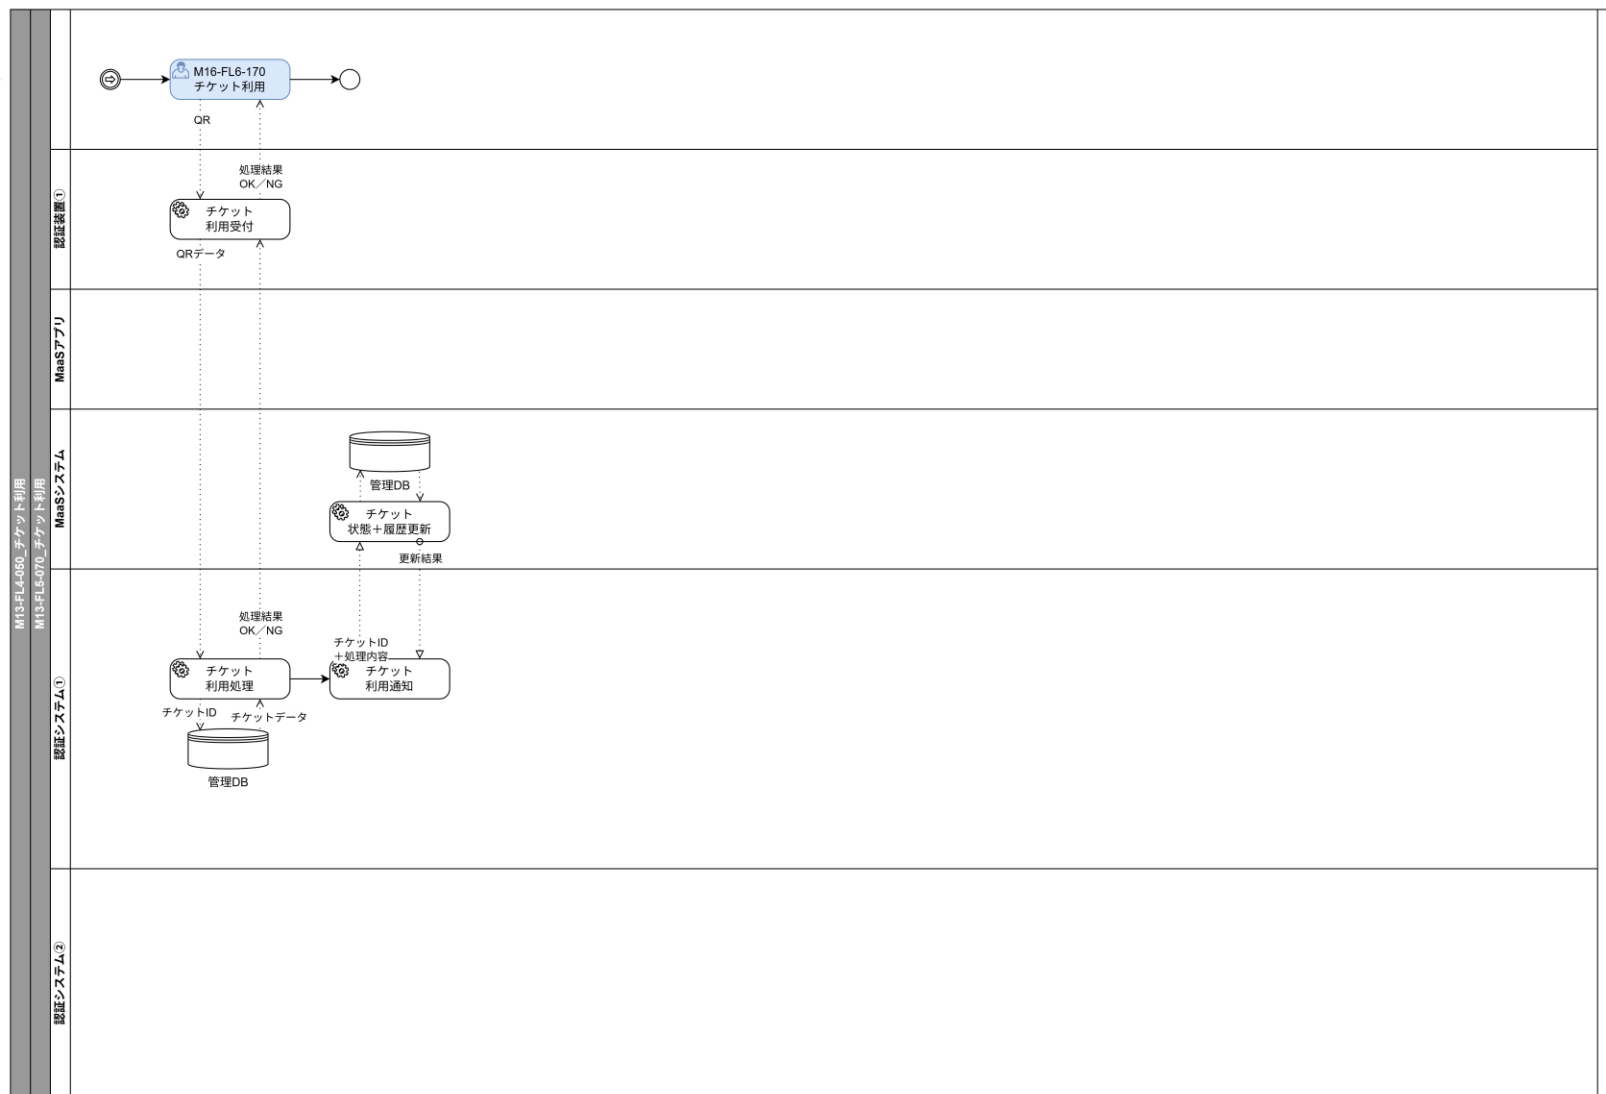 M13-FL4-050_チケット利用
M13-FL5-070_チケット利用
M16-FL6-170
チケット利用
QR
処理結果
OK／NG
認証装置①
チケット
利用受付
QRデータ
MaaSアプリ
MaaSシステム
管理DB
チケット
状態＋履歴更新
更新結果
認証システム①
処理結果
OK／NG
チケットID
＋処理内容
チケット
利用処理
チケット
利用通知
チケットID
チケットデータ
管理DB
認証システム②